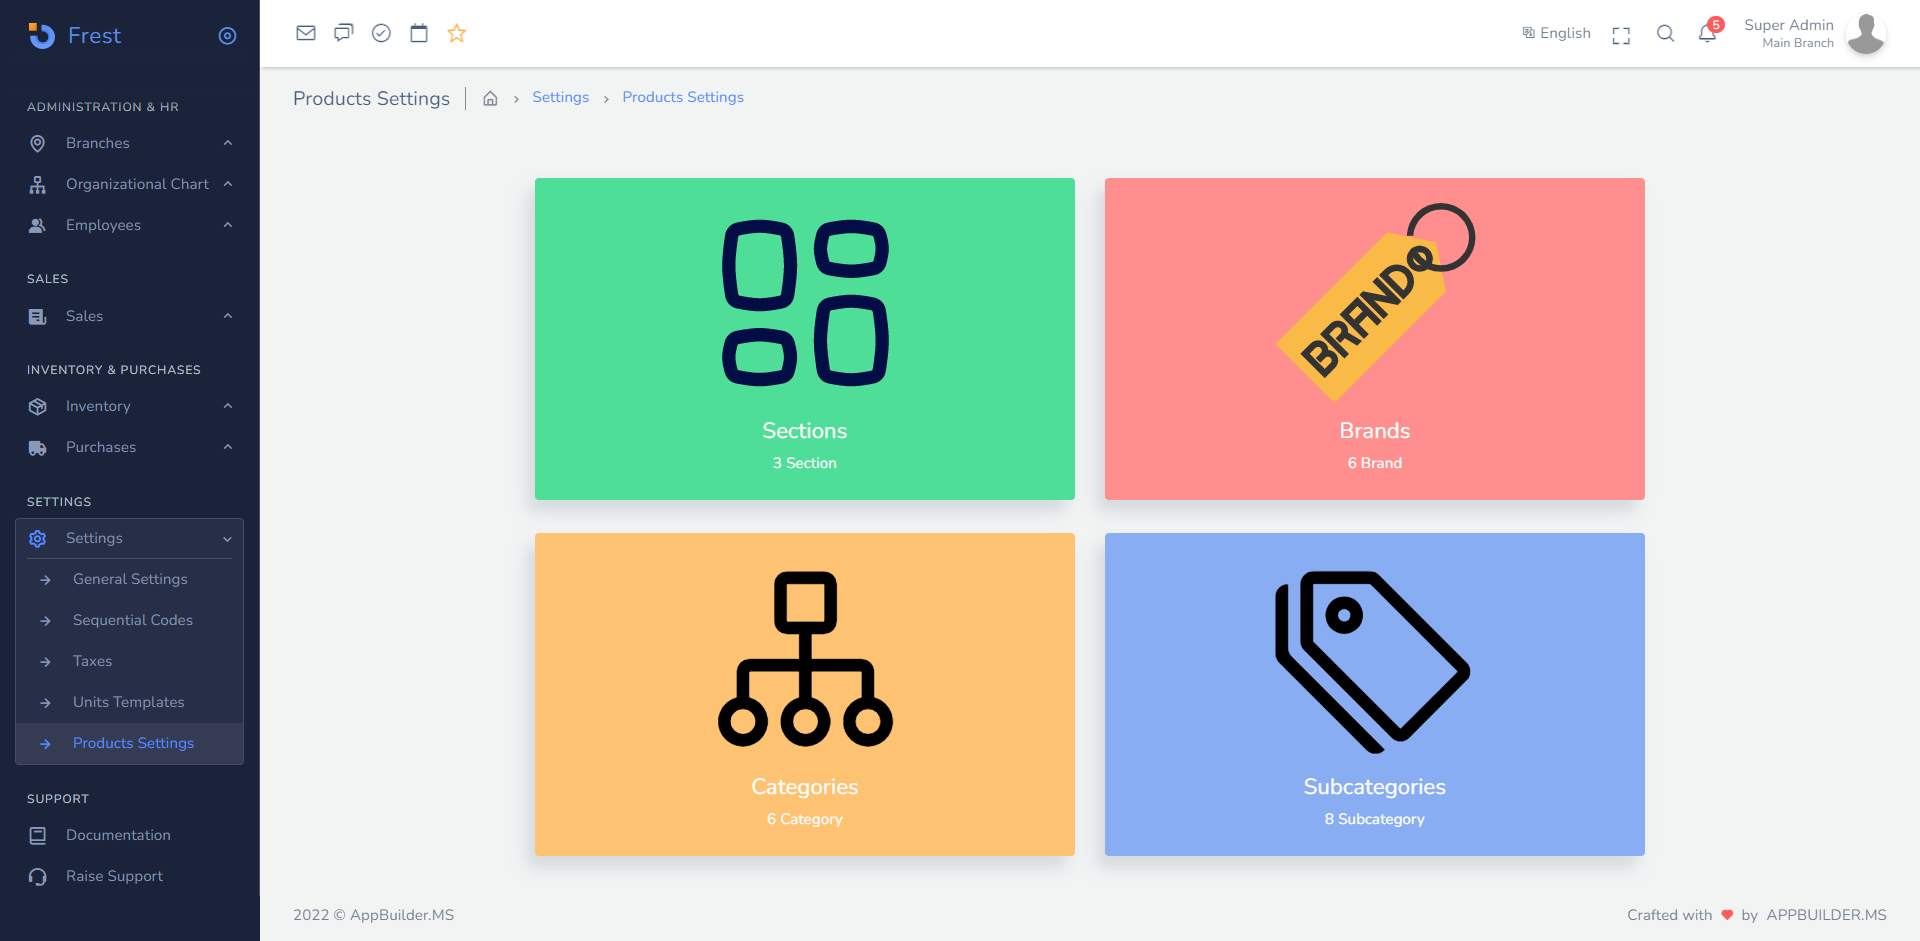 Frest
ADMINISTRATION & HR
Branches
Organizational Chart
Employees
SALES
Sales
INVENTORY & PURCHASES
Inventory
Purchases
SETTINGS
Settings
General Settings
Sequential Codes
Taxes
Units Templates
Products Settings
SUPPORT
Documentation
Raise Support
English
5
Super Admin
Main Branch
Products Settings
Settings
Products Settings
Sections
3 Section
BRAND
Brands
6 Brand
Categories
6 Category
Subcategories
8 Subcategory
2022 © AppBuilder.MS
Crafted with by APPBUILDER.MS